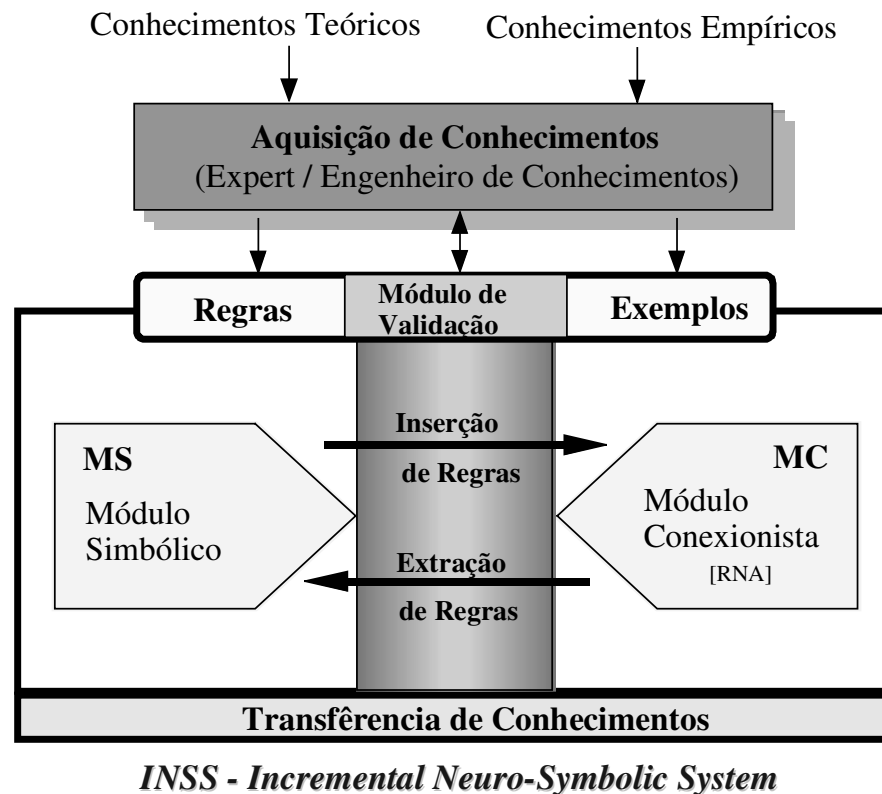 Conhecimentos Teóricos
Conhecimentos Empíricos
Aquisição de Conhecimentos
(Expert / Engenheiro de Conhecimentos)
Regras
Módulo de
Validação
Exemplos
Inserção
de Regras
MS
Módulo
Simbólico
MC
Módulo
Conexionista
[RNA]
Extração
de Regras
Transfêrencia de Conhecimentos
INSS - Incremental Neuro-Symbolic System